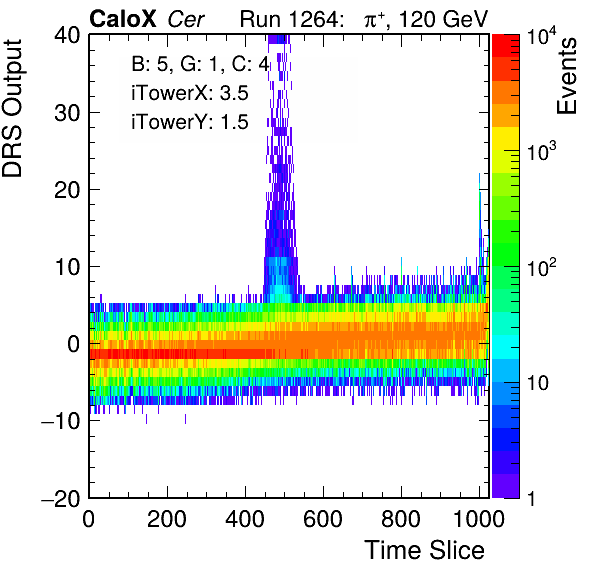 CaloX Cer Run 1264: π⁺, 120 GeV
B: 5, G: 1, C: 4
iTowerX: 3.5
iTowerY: 1.5
DRS Output
40
30
20
10
0
−10
−20
0 200 400 600 800 1000
Time Slice
Events
10⁴
10³
10²
10
1